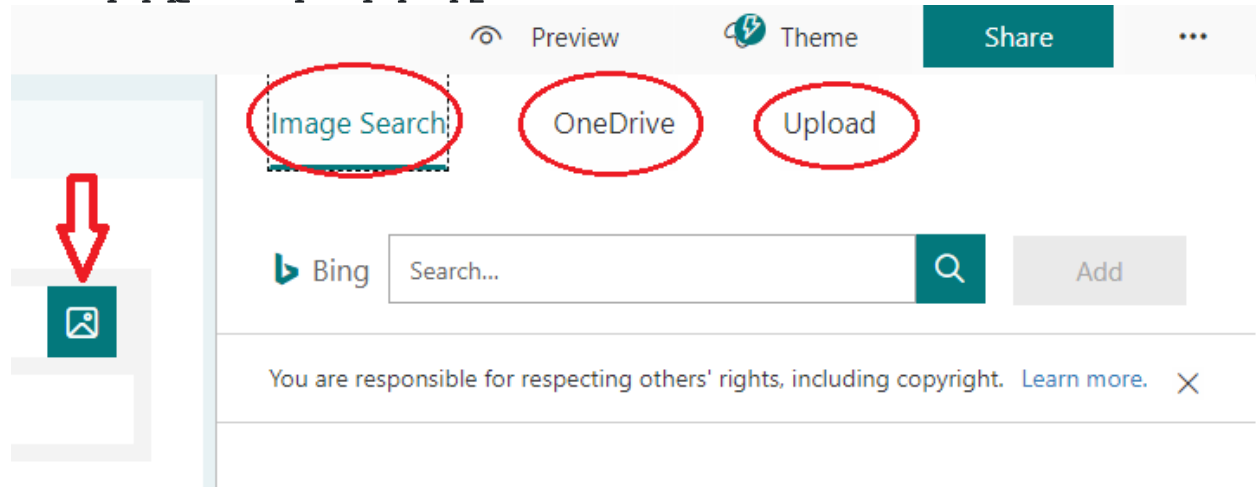 Preview Theme Share
Image Search OneDrive Upload
Bing Search... Add
You are responsible for respecting others' rights, including copyright. Learn more.